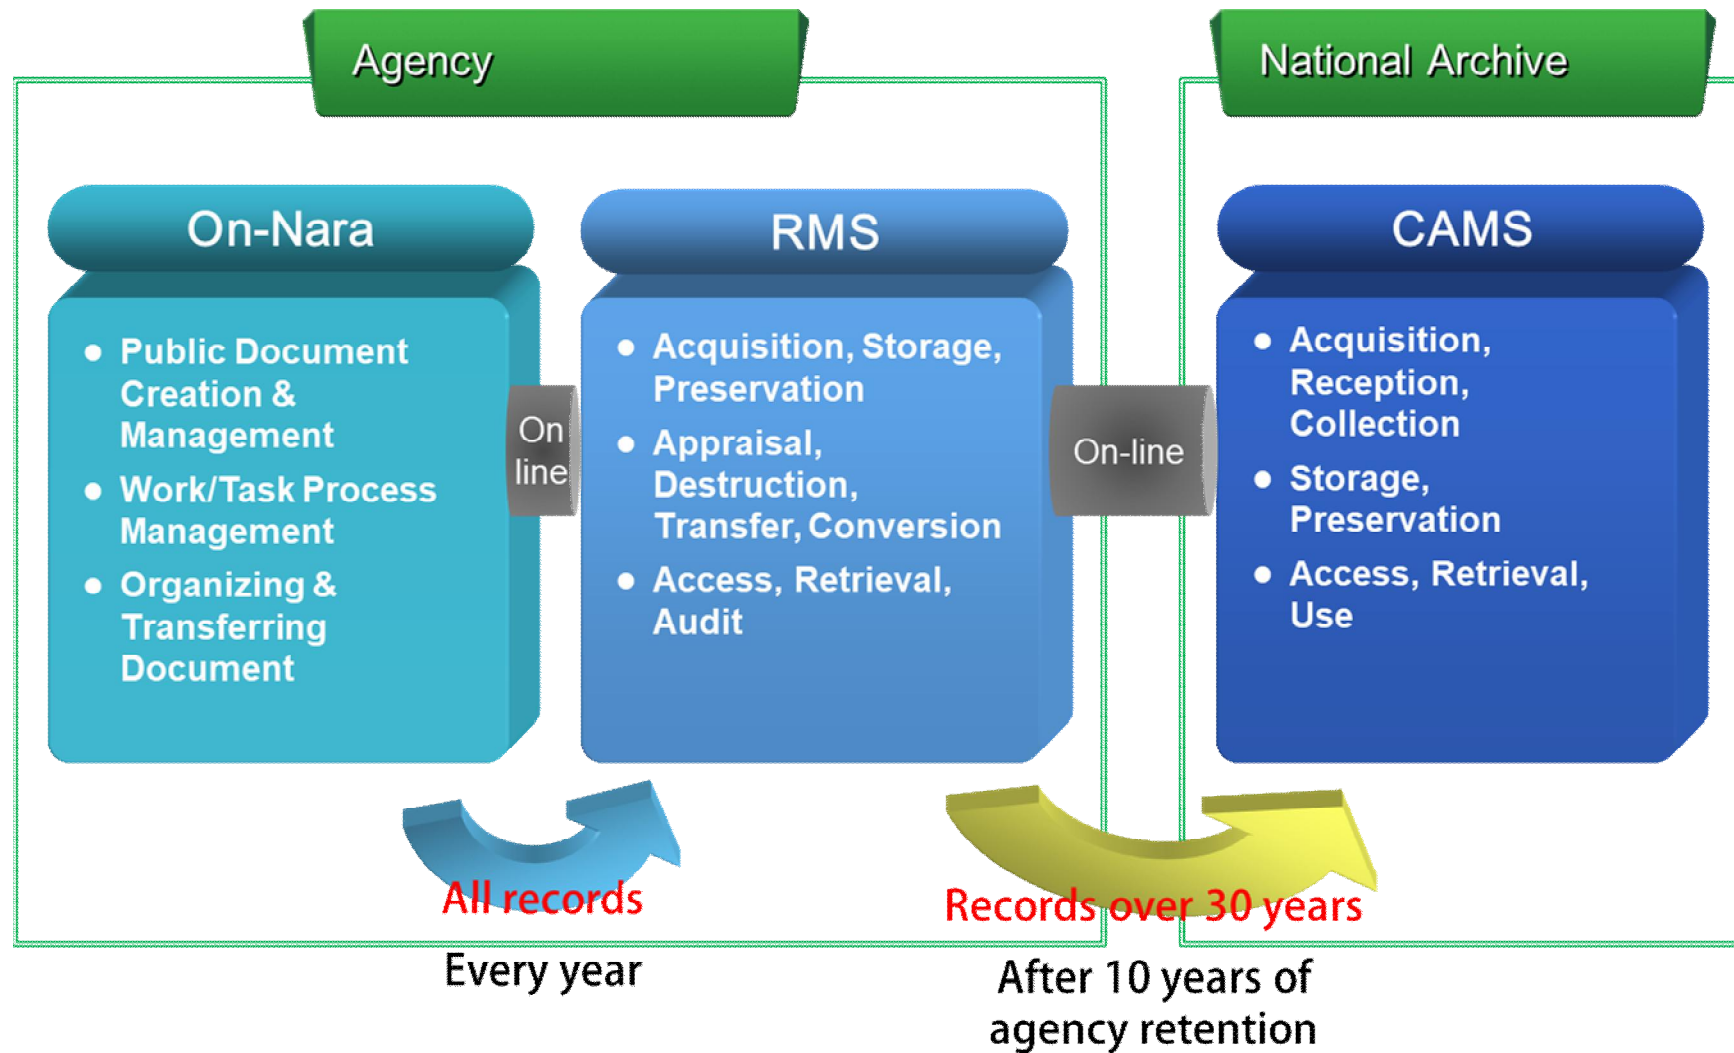 Agency
On-Nara
● Public Document
Creation &
Management
● Work/Task Process
Management
● Organizing &
Transferring
Document
On
line
RMS
● Acquisition, Storage,
Preservation
● Appraisal,
Destruction,
Transfer, Conversion
● Access, Retrieval,
Audit
On-line
National Archive
CAMS
● Acquisition,
Reception,
Collection
● Storage,
Preservation
● Access, Retrieval,
Use
All records
Every year
Records over 30 years
After 10 years of
agency retention